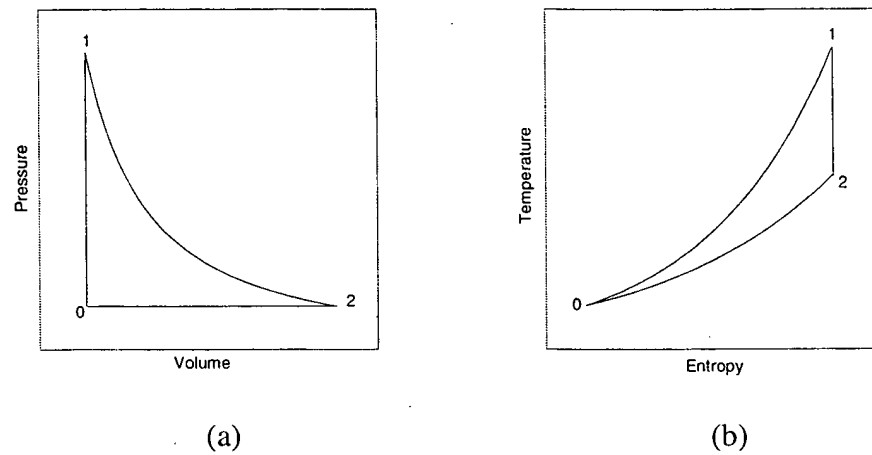 1
Pressure
0
2
Volume
(a)
1
Temperature
2
0
Entropy
(b)